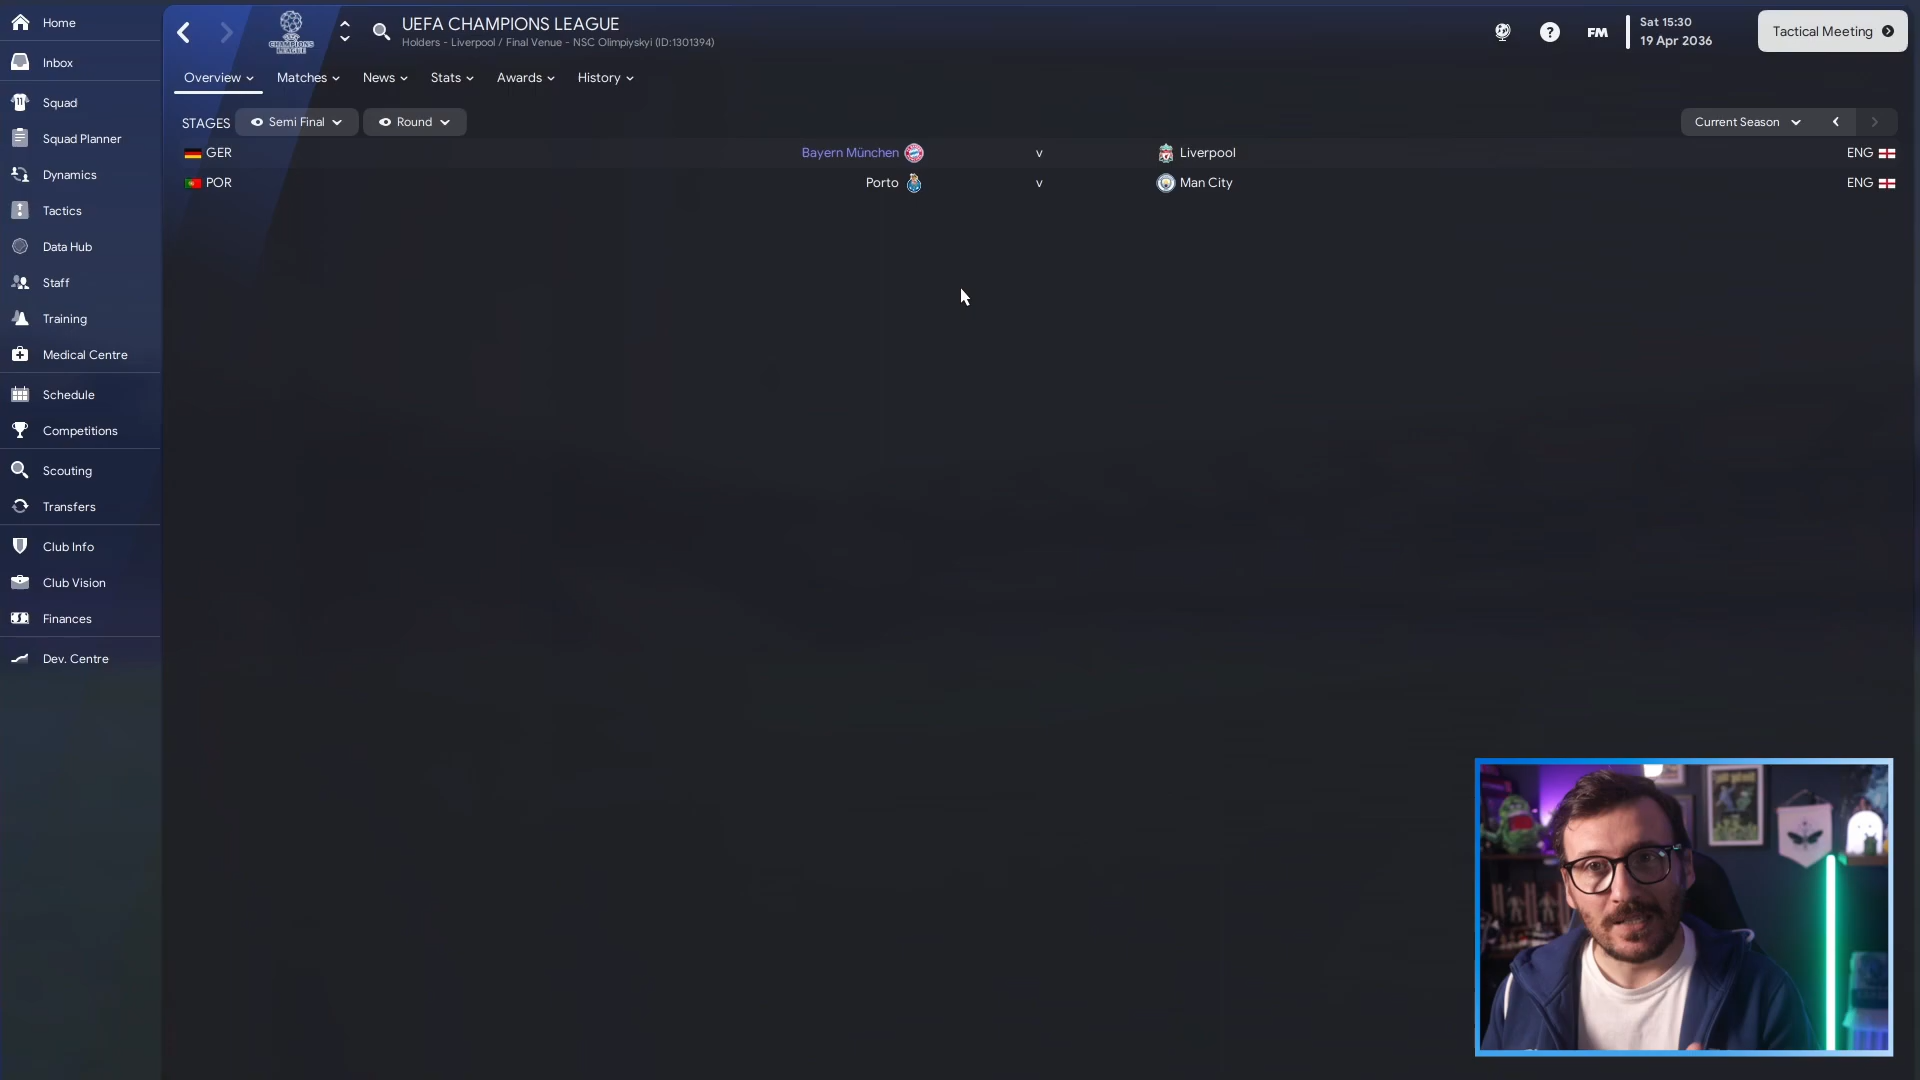 Home
Inbox
Squad
Squad Planner
Dynamics
Tactics
Data Hub
Staff
Training
Medical Centre
Schedule
Competitions
Scouting
Transfers
Club Info
Club Vision
Finances
Dev. Centre
CHAMPIONS
LEAGUE
UEFA CHAMPIONS LEAGUE
Holders - Liverpool / Final Venue - NSC Olimpiyskyi (ID:1301394)
?
FM
Sat 15:30
19 Apr 2036
Tactical Meeting
Overview Matches News Stats Awards History
STAGES Semi Final Round Current Season
GER Bayern München v Liverpool ENG
POR Porto v Man City ENG